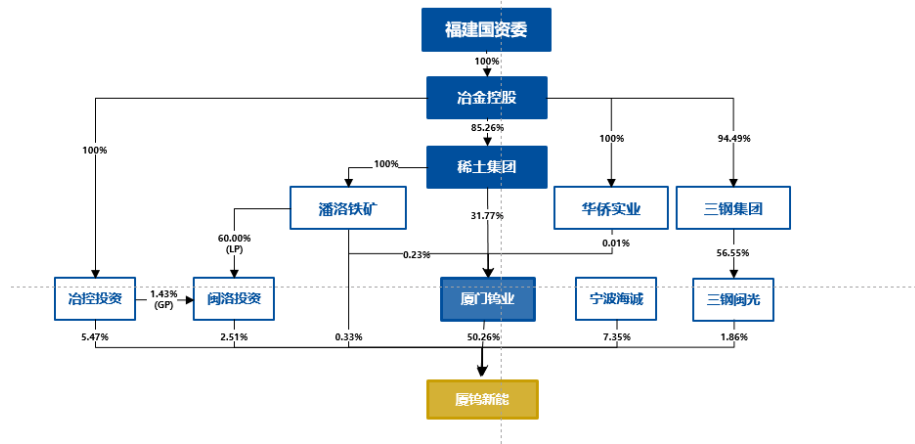 福建国资委
100%
冶金控股
85.26%
100%
94.49%
100%
100%
稀土集团
潘洛铁矿
31.77%
华侨实业
三钢集团
60.00%
(LP)
0.23%
0.01%
56.55%
冶控投资
1.43%
(GP)
闽洛投资
厦门钨业
宁波海诚
三钢闽光
5.47%
2.51%
0.33%
50.26%
7.35%
1.86%
厦钨新能